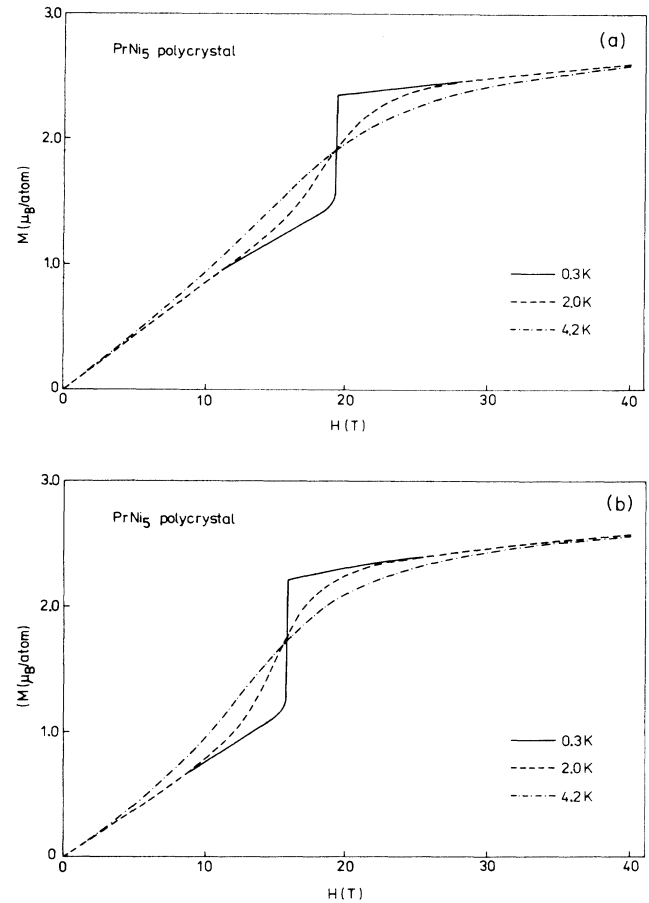 3.0
(a)
PrNi5 polycrystal
2.0
M(μB/atom)
1.0
0.3K
2.0K
4.2K
0
0 10 20 30 40
H(T)
3.0
(b)
PrNi5 polycrystal
2.0
(M(μB/atom)
1.0
0.3K
2.0K
4.2K
0
0 10 20 30 40
H(T)